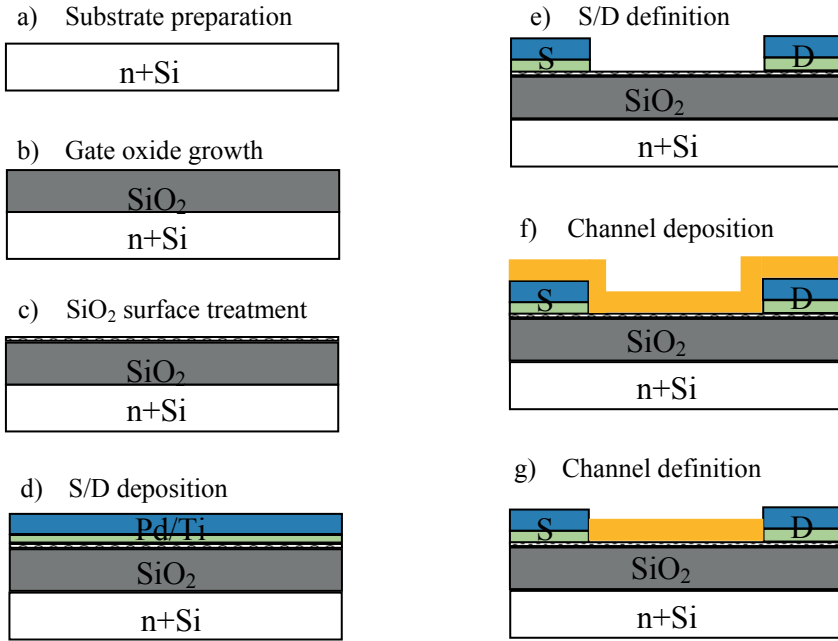 a) Substrate preparation
n+Si
b) Gate oxide growth
SiO₂
n+Si
c) SiO₂ surface treatment
SiO₂
n+Si
d) S/D deposition
Pd/Ti
SiO₂
n+Si
e) S/D definition
S D
SiO₂
n+Si
f) Channel deposition
S D
SiO₂
n+Si
g) Channel definition
S D
SiO₂
n+Si